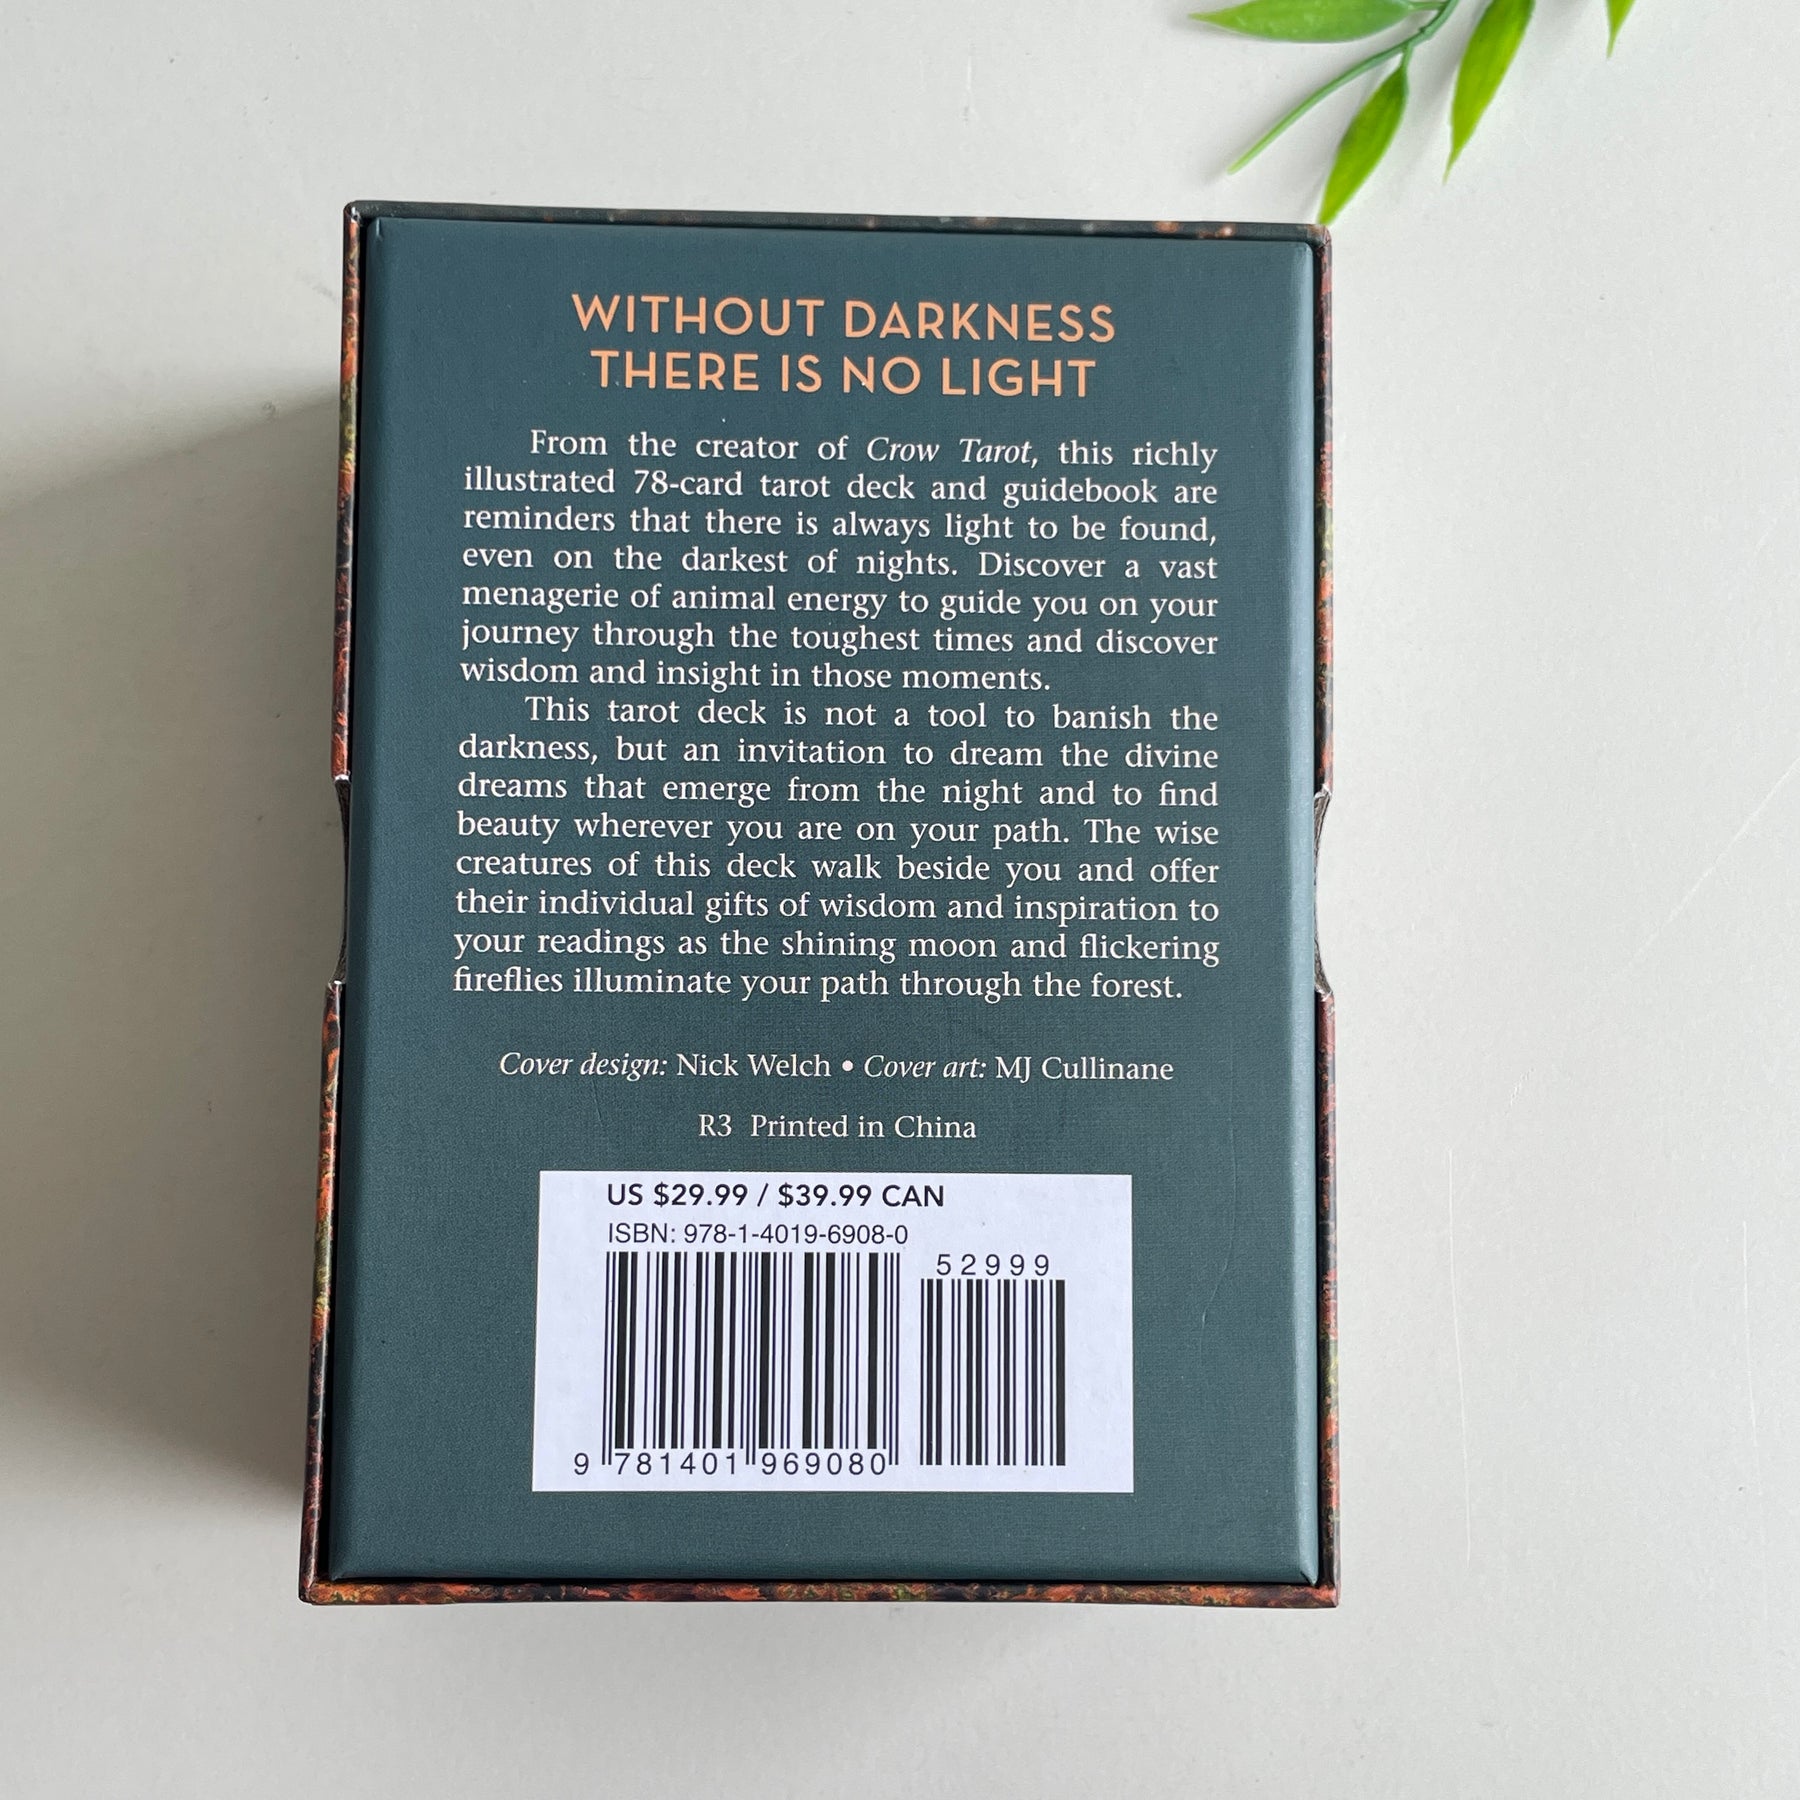 WITHOUT DARKNESS
THERE IS NO LIGHT
From the creator of Crow Tarot, this richly
illustrated 78-card tarot deck and guidebook are
reminders that there is always light to be found,
even on the darkest of nights. Discover a vast
menagerie of animal energy to guide you on your
journey through the toughest times and discover
wisdom and insight in those moments.
This tarot deck is not a tool to banish the
darkness, but an invitation to dream the divine
dreams that emerge from the night and to find
beauty wherever you are on your path. The wise
creatures of this deck walk beside you and offer
their individual gifts of wisdom and inspiration to
your readings as the shining moon and flickering
fireflies illuminate your path through the forest.
Cover design: Nick Welch • Cover art: MJ Cullinane
R3 Printed in China
US $29.99 / $39.99 CAN
ISBN: 978-1-4019-6908-0
52999
9 781401 969080